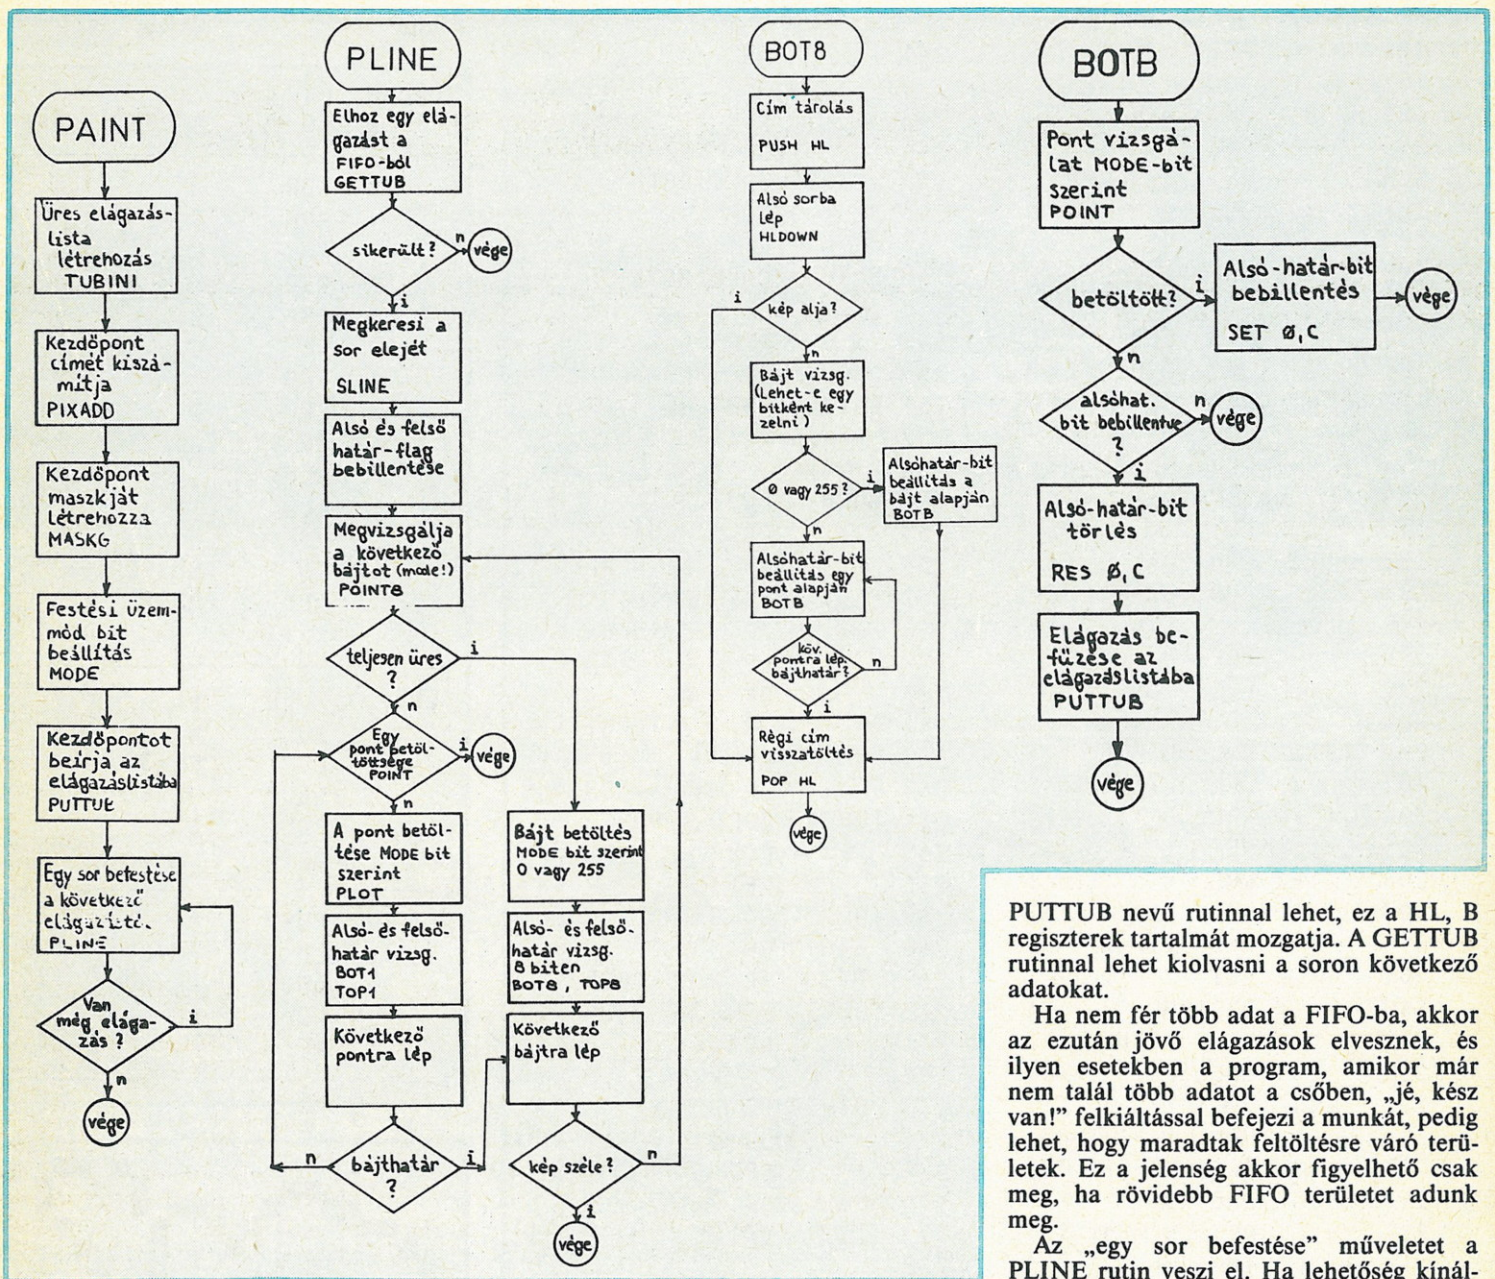 PAINT
Üres elágazás-
lista
létrehozás
TUBINI
Kezdőpont
címét kiszá-
mítja
PIXADD
Kezdőpont
maszkját
létrehozza
MASKG
Festési üzem-
mód bit
beállítás
MODE
Kezdőpontot
beírja az
elágazáslistába
Egy sor befestése
a következő
PLINE
Van
még elága-
zás ?
i
n
vége
PLINE
Elhoz egy elá-
gazást a
FIFO-ból
GETTUB
sikerült?
n
vége
i
Megkeresi a
sor elejét
SLINE
Alsó és felső
határ-flag
bebillentése
Megvizsgálja
a következő
bájtot (mode!)
POINT8
teljesen üres
?
i
n
Egy
pont betöl-
töttsége
POINT
i
vége
n
A pont betöl-
tése MODE bit
szerint
PLOT
Alsó- és felső-
határ vizsg.
BOT1
TOP1
Következő
pontra lép
bájthatár
?
n
i
Bájt betöltés
MODE bit szerint
0 vagy 255
Alsó- és felső-
határ vizsg.
8 biten
BOT8, TOP8
Következő
bájtra lép
kép széle?
n
i
vége
BOT8
Cím tárolás
PUSH HL
Alsó sorba
lép
HLDOWN
i
kép alja?
n
Bájt vizsg.
(Lehet-e egy
bitként ke-
zelni)
Ø vagy 255?
i
n
Alsóhatár-bit
beállítás a
bájt alapján
BOTB
Alsóhatár-bit
beállítás egy
pont alapján
BOTB
köv.
pontra lép.
bájthatár?
n
i
Régi cím
visszatöltés
POP HL
vége
BOTB
Pont vizsgá-
lat MODE-bit
szerint
POINT
betöltött?
i
Alsó-határ-bit
bebillentés
SET Ø,C
vége
n
alsóhat.
bit bebillentve
?
n
vége
i
Alsó-határ-bit
törlés
RES Ø,C
Elágazás be-
fűzése az
elágazáslistába
PUTTUB
vége
PUTTUB nevű rutinnal lehet, ez a HL, B
regiszterek tartalmát mozgatja. A GETTUB
rutinnal lehet kiolvasni a soron következő
adatokat.
Ha nem fér több adat a FIFO-ba, akkor
az ezután jövő elágazások elvesznek, és
ilyen esetekben a program, amikor már
nem talál több adatot a csőben, „jé, kész
van!” felkiáltással befejezi a munkát, pedig
lehet, hogy maradtak feltöltésre váró terü-
letek. Ez a jelenség akkor figyelhető csak
meg, ha rövidebb FIFO területet adunk
meg.
Az „egy sor befestése” műveletet a
PLINE rutin veszi el. Ha lehetőség kínál-